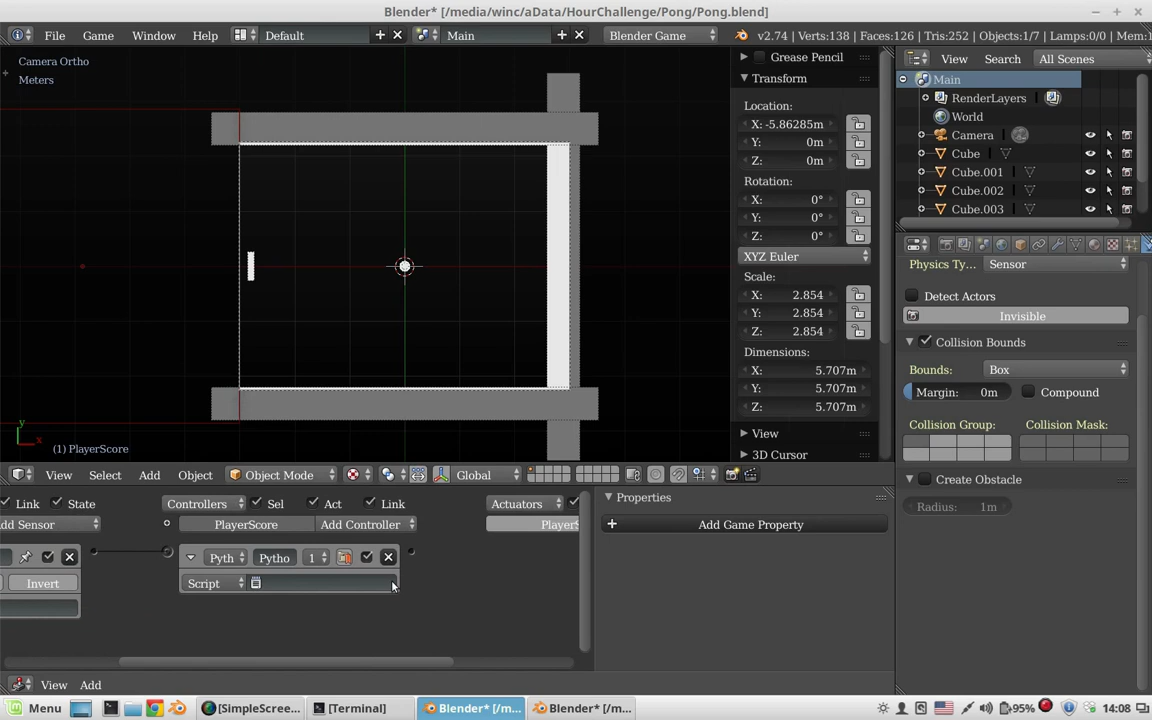 Blender* [/media/winc/aData/HourChallenge/Pong/Pong.blend]
File Game Window Help Default Main Blender Game v2.74 | Verts:138 | Faces:126 | Tris:252 | Objects:1/7 | Lamps:0/0 | Mem:1
Camera Ortho
Meters
y
x
(1) PlayerScore
Grease Pencil
Transform
Location:
X: -5.86285m
Y: 0m
Z: 0m
Rotation:
X: 0°
Y: 0°
Z: 0°
XYZ Euler
Scale:
X: 2.854
Y: 2.854
Z: 2.854
Dimensions:
X: 5.707m
Y: 5.707m
Z: 5.707m
View
3D Cursor
View Search All Scenes
Main
RenderLayers
World
Camera
Cube
Cube.001
Cube.002
Cube.003
Physics Ty... Sensor
Detect Actors
Invisible
Collision Bounds
Bounds: Box
Margin: 0m Compound
Collision Group: Collision Mask:
Create Obstacle
Radius: 1m
View Select Add Object Mode Global
Link State Controllers Sel Act Link Actuators
dd Sensor PlayerScore Add Controller PlayerS
Pyth Pytho 1
Invert Script
Properties
Add Game Property
View Add
Menu [SimpleScree... [Terminal] Blender* [/m... Blender* [/m... 95% 14:08